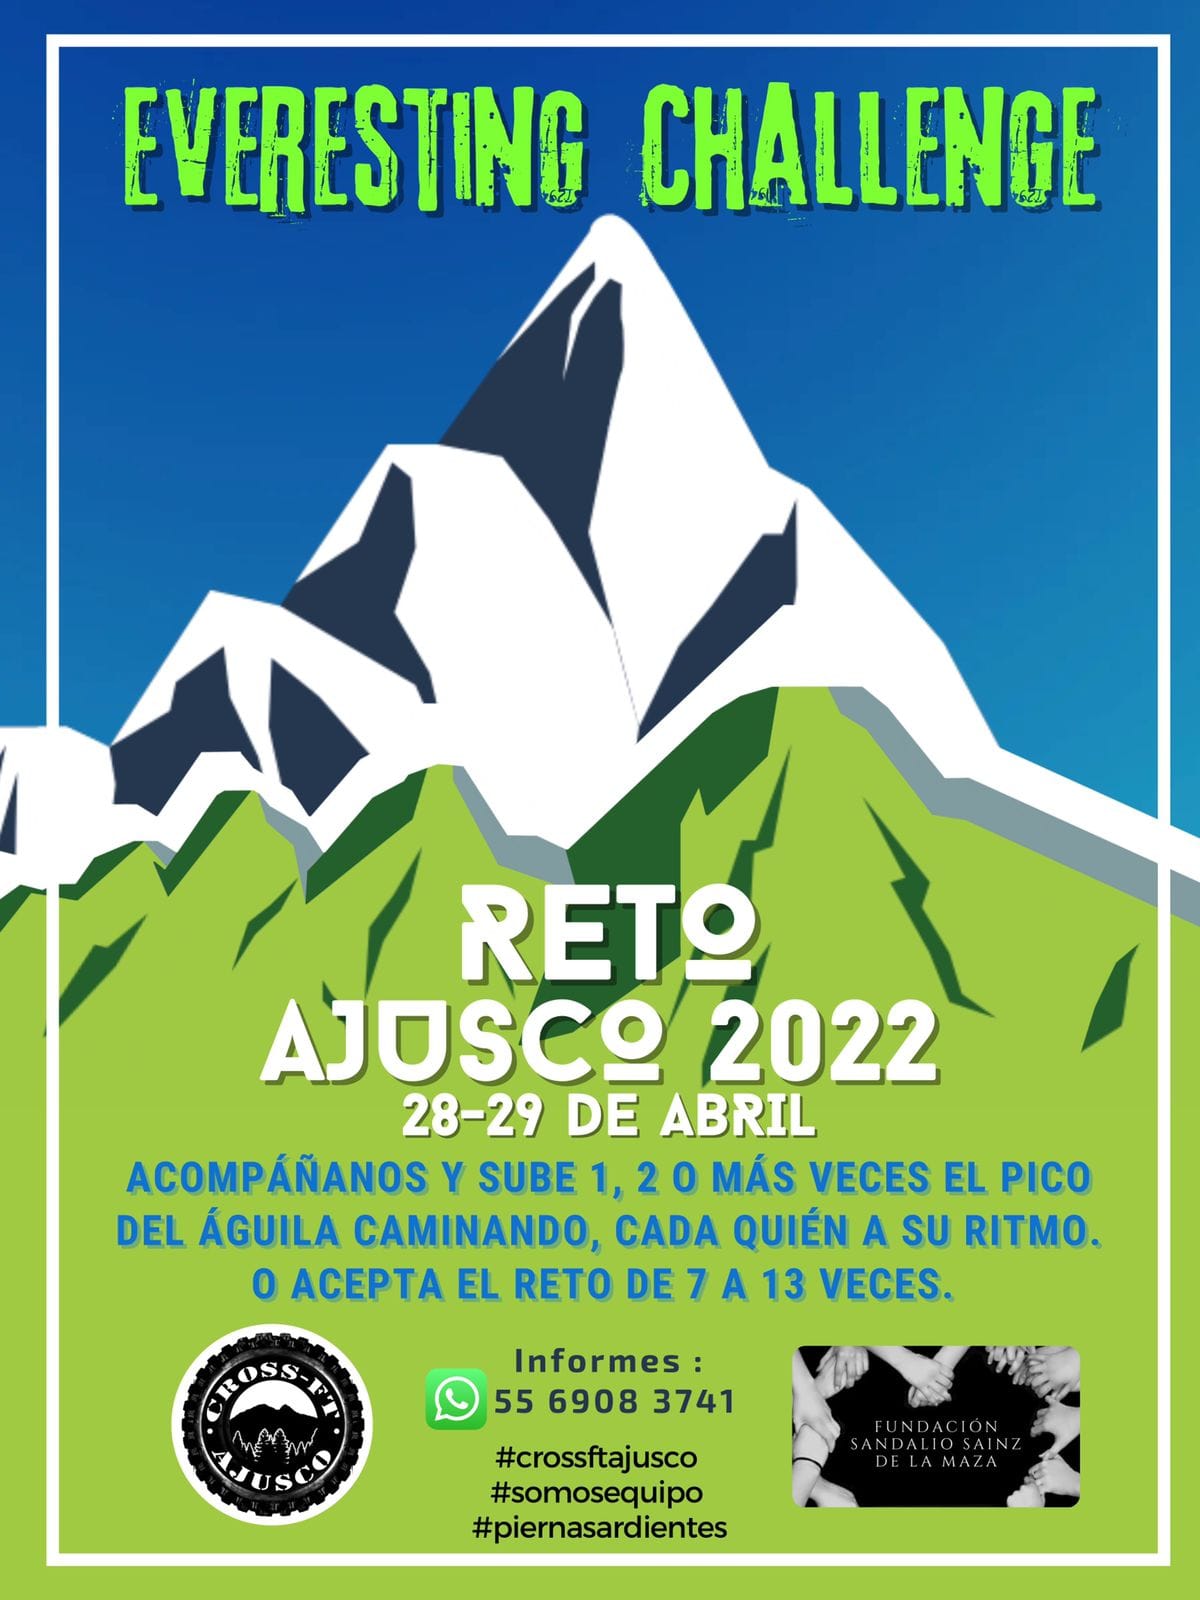 EVERESTING CHALLENGE
RETO
AJUSCO 2022
28-29 DE ABRIL
ACOMPÁÑANOS Y SUBE 1, 2 O MÁS VECES EL PICO
DEL ÁGUILA CAMINANDO, CADA QUIÉN A SU RITMO.
O ACEPTA EL RETO DE 7 A 13 VECES.
CROSS-FT
AJUSCO
Informes :
55 6908 3741
#crossftajusco
#somosequipo
#piernasardientes
FUNDACIÓN
SANDALIO SAINZ
DE LA MAZA